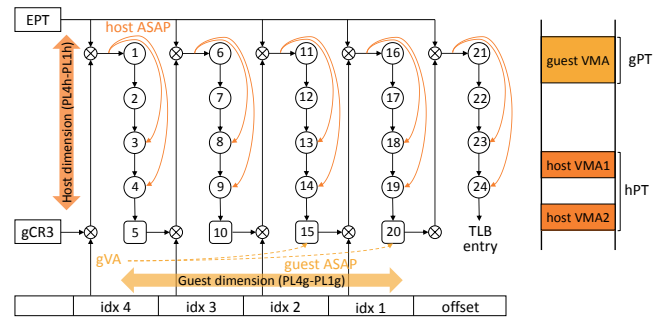 EPT
host ASAP
1 6 11 16 21
2 7 12 17 22
3 8 13 18 23
4 9 14 19 24
gCR3
5 10 15 20
TLB
entry
Host dimension (PL4h-PL1h)
gVA
guest ASAP
Guest dimension (PL4g-PL1g)
idx 4 idx 3 idx 2 idx 1 offset
guest VMA
gPT
host VMA1
hPT
host VMA2